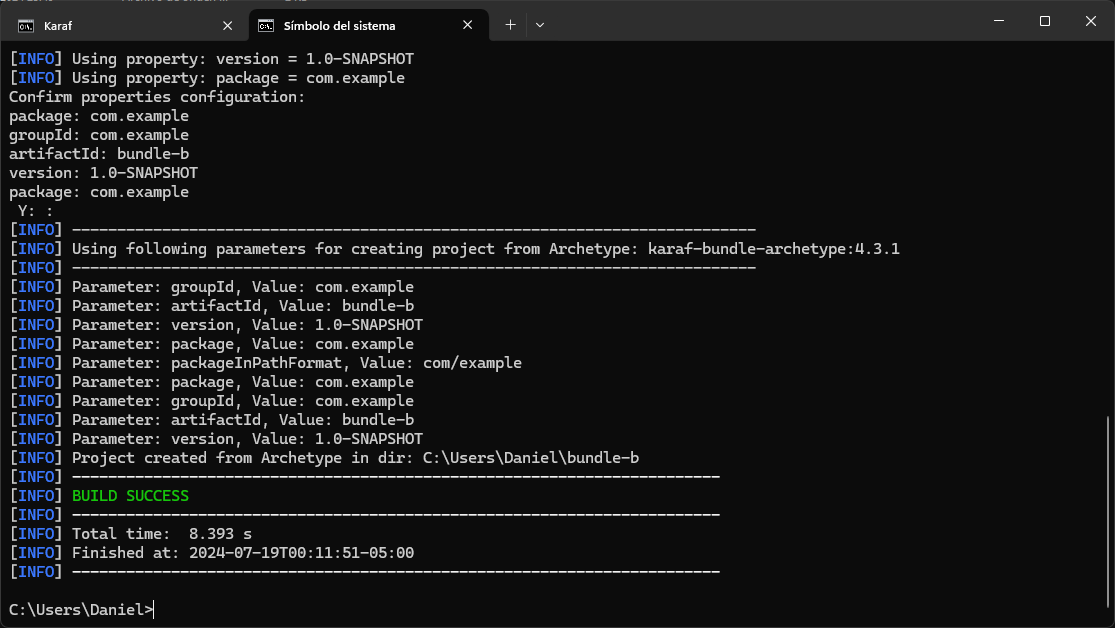 Karaf
Símbolo del sistema
[INFO] Using property: version = 1.0-SNAPSHOT
[INFO] Using property: package = com.example
Confirm properties configuration:
package: com.example
groupId: com.example
artifactId: bundle-b
version: 1.0-SNAPSHOT
package: com.example
 Y: :
[INFO] ----------------------------------------------------------------------------
[INFO] Using following parameters for creating project from Archetype: karaf-bundle-archetype:4.3.1
[INFO] ----------------------------------------------------------------------------
[INFO] Parameter: groupId, Value: com.example
[INFO] Parameter: artifactId, Value: bundle-b
[INFO] Parameter: version, Value: 1.0-SNAPSHOT
[INFO] Parameter: package, Value: com.example
[INFO] Parameter: packageInPathFormat, Value: com/example
[INFO] Parameter: package, Value: com.example
[INFO] Parameter: groupId, Value: com.example
[INFO] Parameter: artifactId, Value: bundle-b
[INFO] Parameter: version, Value: 1.0-SNAPSHOT
[INFO] Project created from Archetype in dir: C:\Users\Daniel\bundle-b
[INFO] ------------------------------------------------------------------------
[INFO] BUILD SUCCESS
[INFO] ------------------------------------------------------------------------
[INFO] Total time:  8.393 s
[INFO] Finished at: 2024-07-19T00:11:51-05:00
[INFO] ------------------------------------------------------------------------
C:\Users\Daniel>